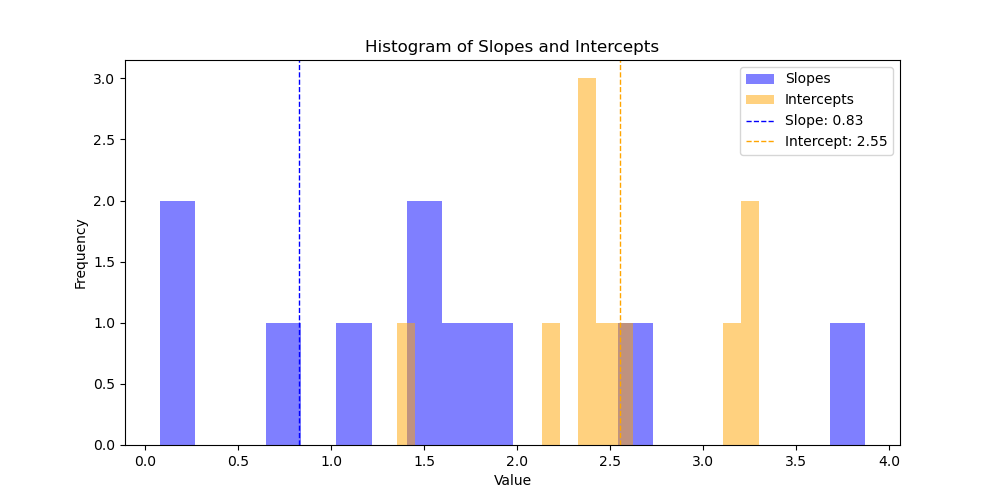 Histogram of Slopes and Intercepts
Slopes
Intercepts
Slope: 0.83
Intercept: 2.55
Frequency
3.0
2.5
2.0
1.5
1.0
0.5
0.0
0.0 0.5 1.0 1.5 2.0 2.5 3.0 3.5 4.0
Value